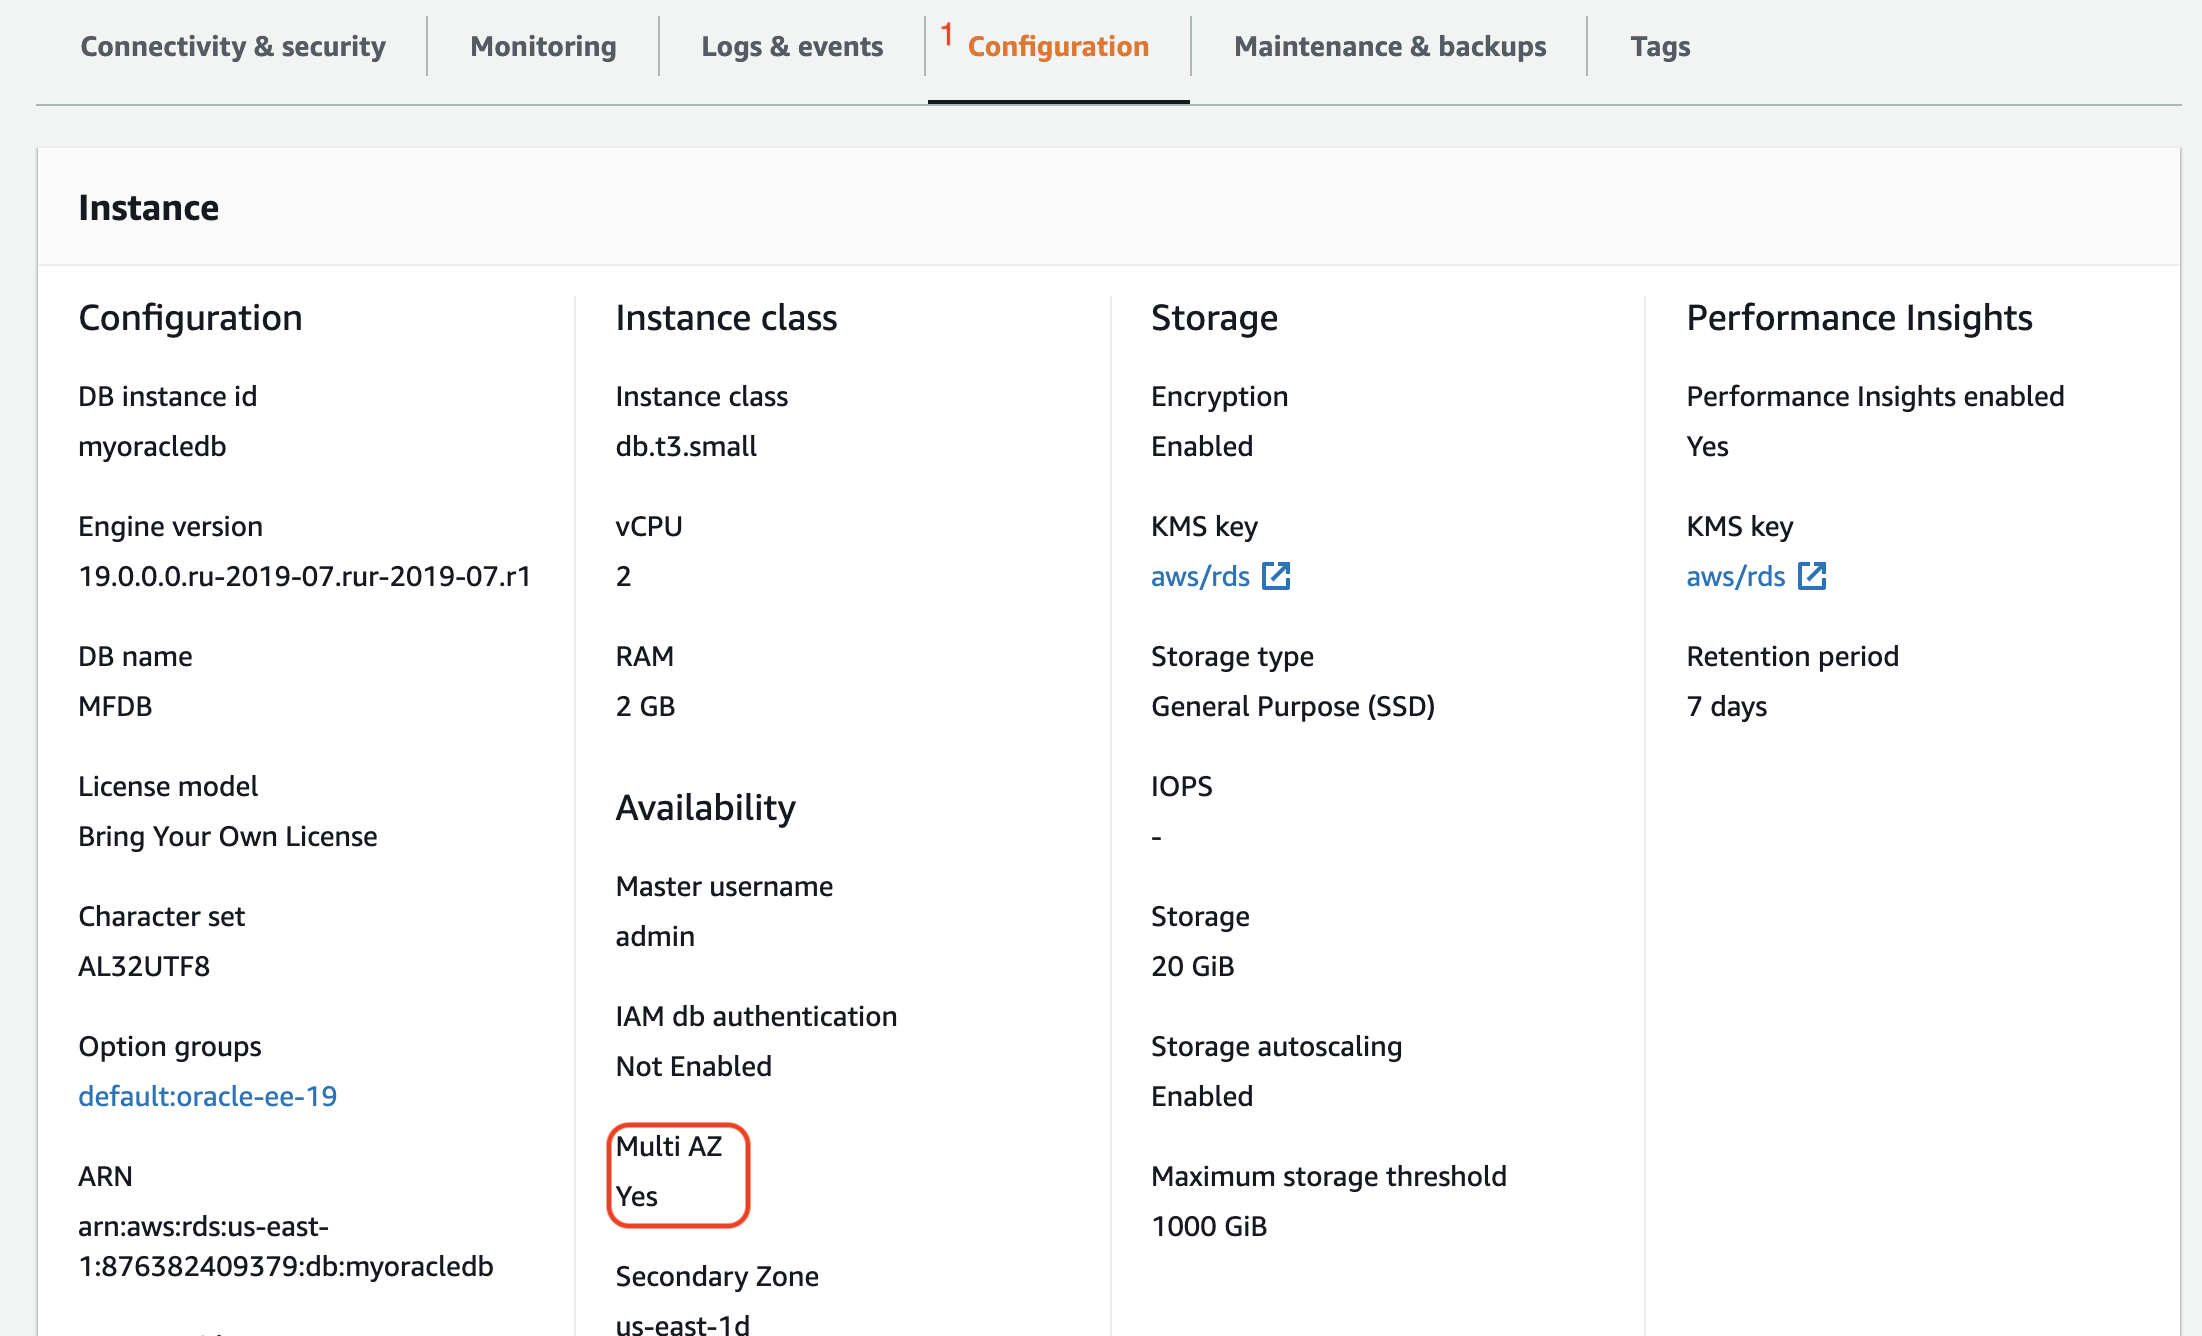 Connectivity & security
Monitoring
Logs & events
1
Configuration
Maintenance & backups
Tags
Instance
Configuration
DB instance id
myoracledb
Engine version
19.0.0.0.ru-2019-07.rur-2019-07.r1
DB name
MFDB
License model
Bring Your Own License
Character set
AL32UTF8
Option groups
default:oracle-ee-19
ARN
arn:aws:rds:us-east-
1:876382409379:db:myoracledb
Instance class
Instance class
db.t3.small
vCPU
2
RAM
2 GB
Availability
Master username
admin
IAM db authentication
Not Enabled
Multi AZ
Yes
Secondary Zone
us-east-1d
Storage
Encryption
Enabled
KMS key
aws/rds
Storage type
General Purpose (SSD)
IOPS
-
Storage
20 GiB
Storage autoscaling
Enabled
Maximum storage threshold
1000 GiB
Performance Insights
Performance Insights enabled
Yes
KMS key
aws/rds
Retention period
7 days